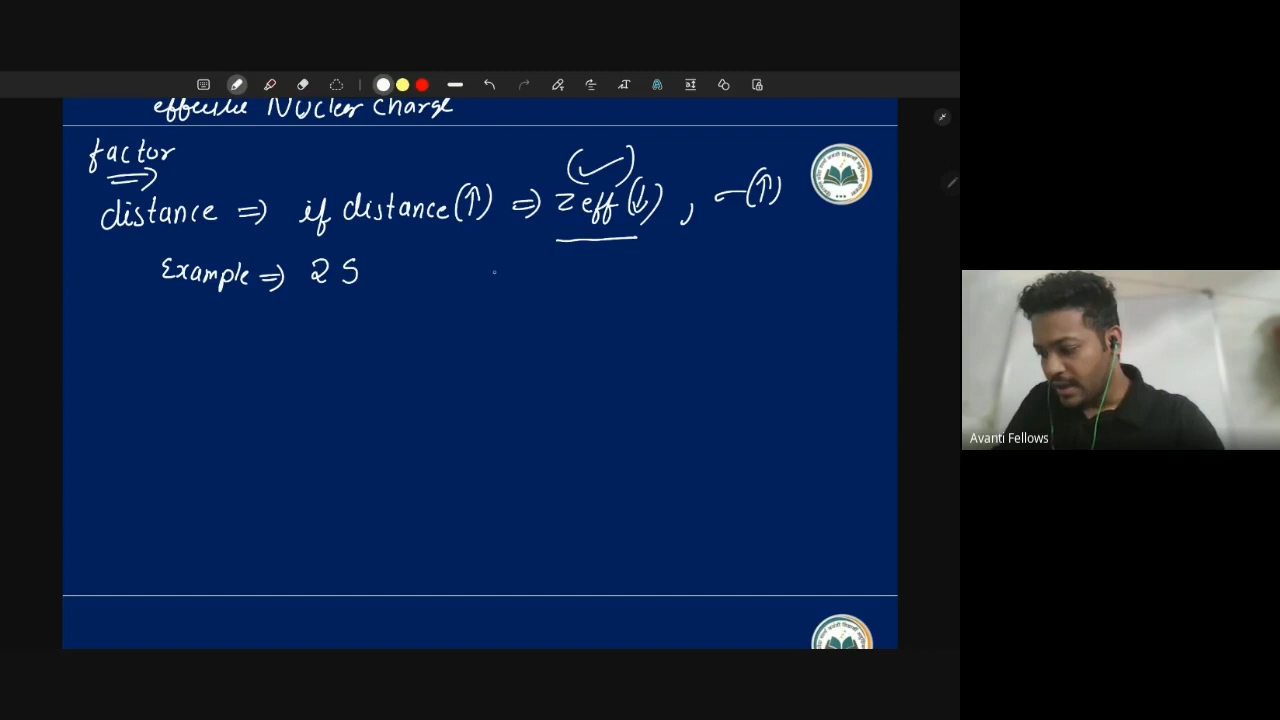 effective Nuclear Charge
factor
distance ⇒ if distance (↑) ⇒ Zeff (↓) , σ (↑)
Example ⇒ 2 S
Avanti Fellows